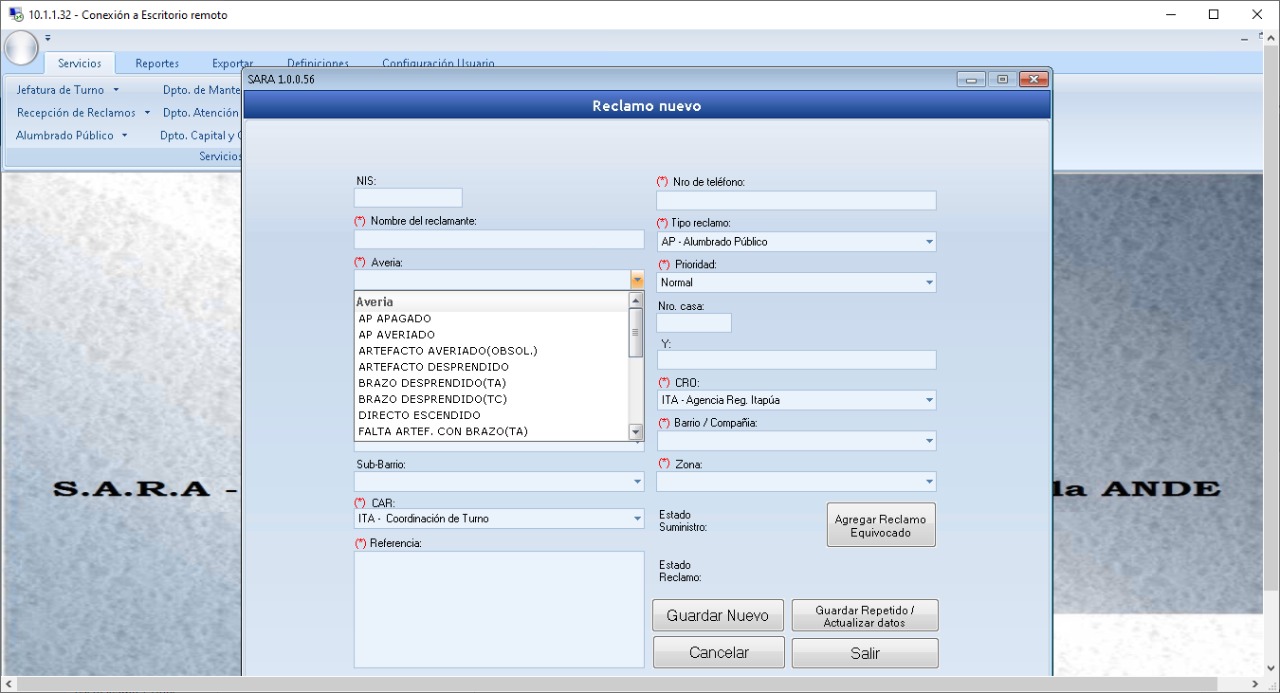 10.1.1.32 - Conexión a Escritorio remoto
Servicios Reportes Exportar Definiciones Configuración Usuario
Jefatura de Turno Dpto. de Mante
Recepción de Reclamos Dpto. Atención
Alumbrado Público Dpto. Capital y
Servicios
SARA 1.0.0.56
Reclamo nuevo
NIS:
(*) Nro de teléfono:
(*) Nombre del reclamante:
(*) Tipo reclamo:
AP - Alumbrado Público
(*) Averia:
(*) Prioridad:
Normal
Averia
AP APAGADO
AP AVERIADO
ARTEFACTO AVERIADO(OBSOL.)
ARTEFACTO DESPRENDIDO
BRAZO DESPRENDIDO(TA)
BRAZO DESPRENDIDO(TC)
DIRECTO ESCENDIDO
FALTA ARTEF. CON BRAZO(TA)
Nro. casa:
Y:
(*) CRO:
ITA - Agencia Reg. Itapúa
(*) Barrio / Compañia:
Sub-Barrio:
(*) Zona:
(*) CAR:
ITA - Coordinación de Turno
Estado
Suministro:
Agregar Reclamo
Equivocado
(*) Referencia:
Estado
Reclamo:
Guardar Nuevo
Guardar Repetido /
Actualizar datos
Cancelar
Salir
S.A.R.A -
la ANDE